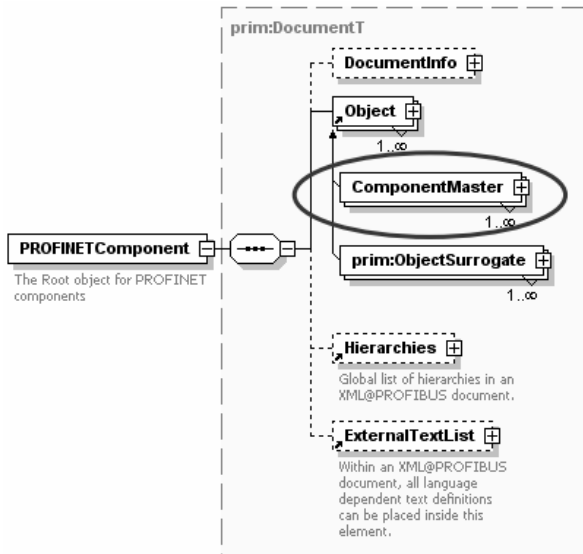 prim:DocumentT
DocumentInfo
Object
1..∞
ComponentMaster
1..∞
PROFINETComponent
The Root object for PROFINET
components
prim:ObjectSurrogate
1..∞
Hierarchies
Global list of hierarchies in an
XML@PROFIBUS document.
ExternalTextList
Within an XML@PROFIBUS
document, all language
dependent text definitions
can be placed inside this
element.